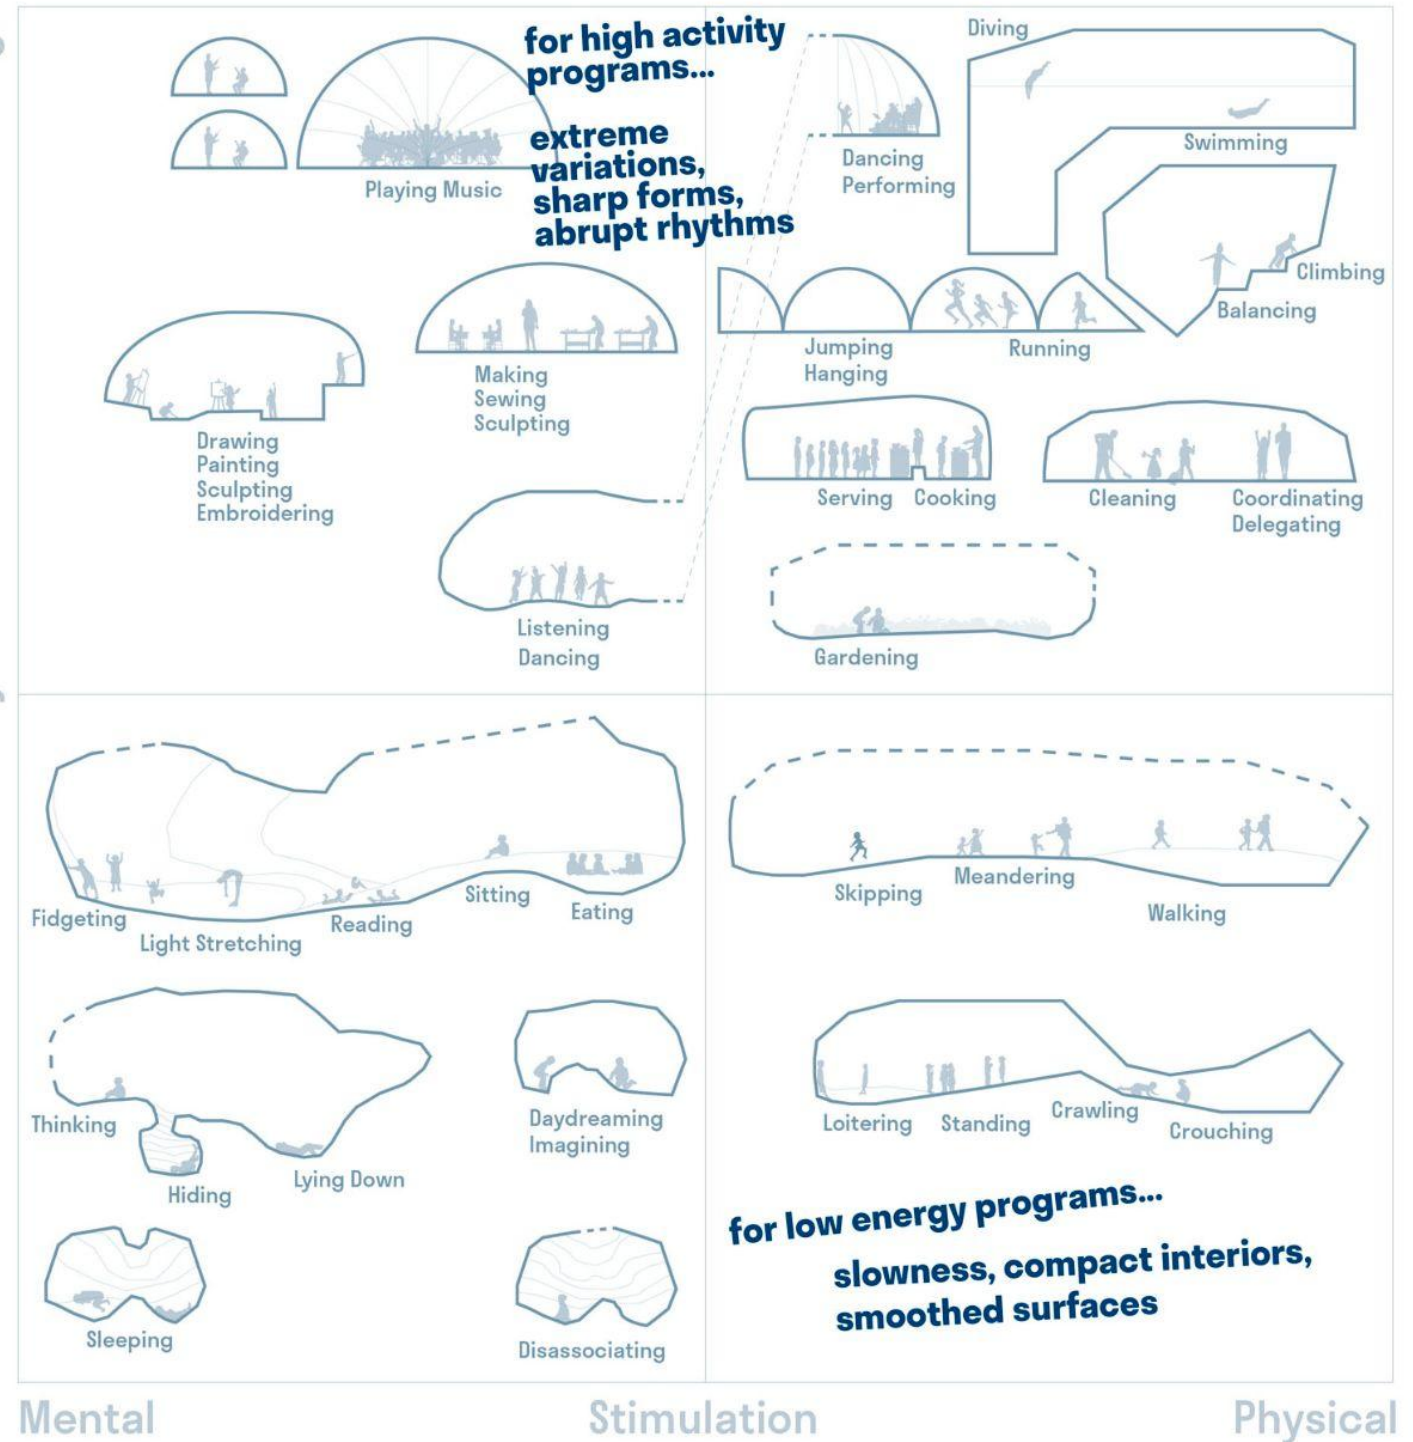 for high activity
programs...
extreme
variations,
sharp forms,
abrupt rhythms
Playing Music
Dancing
Performing
Diving
Swimming
Climbing
Balancing
Jumping
Hanging
Running
Making
Sewing
Sculpting
Drawing
Painting
Sculpting
Embroidering
Serving
Cooking
Cleaning
Coordinating
Delegating
Listening
Dancing
Gardening
Fidgeting
Light Stretching
Reading
Sitting
Eating
Skipping
Meandering
Walking
Thinking
Hiding
Lying Down
Daydreaming
Imagining
Loitering
Standing
Crawling
Crouching
for low energy programs...
slowness, compact interiors,
smoothed surfaces
Sleeping
Disassociating
Mental
Stimulation
Physical